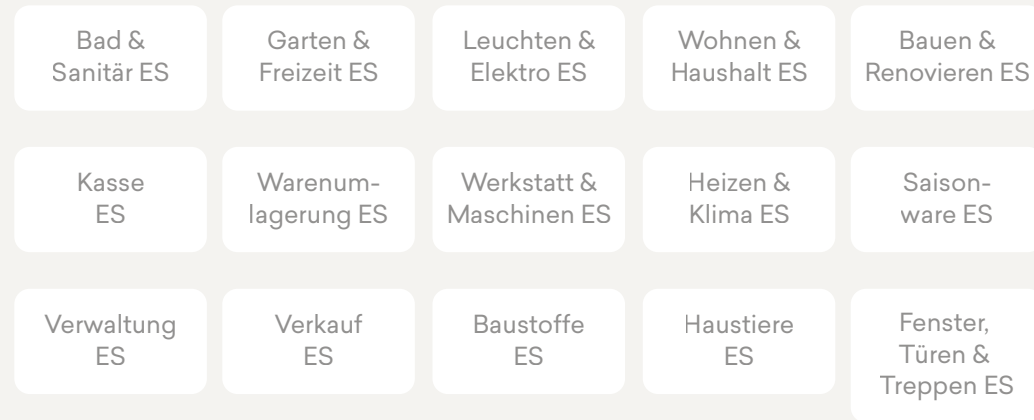 Bad &
Sanitär ES
Garten &
Freizeit ES
Leuchten &
Elektro ES
Wohnen &
Haushalt ES
Bauen &
Renovieren ES
Kasse
ES
Warenum-
lagerung ES
Werkstatt &
Maschinen ES
Heizen &
Klima ES
Saison-
ware ES
Verwaltung
ES
Verkauf
ES
Baustoffe
ES
Haustiere
ES
Fenster,
Türen &
Treppen ES